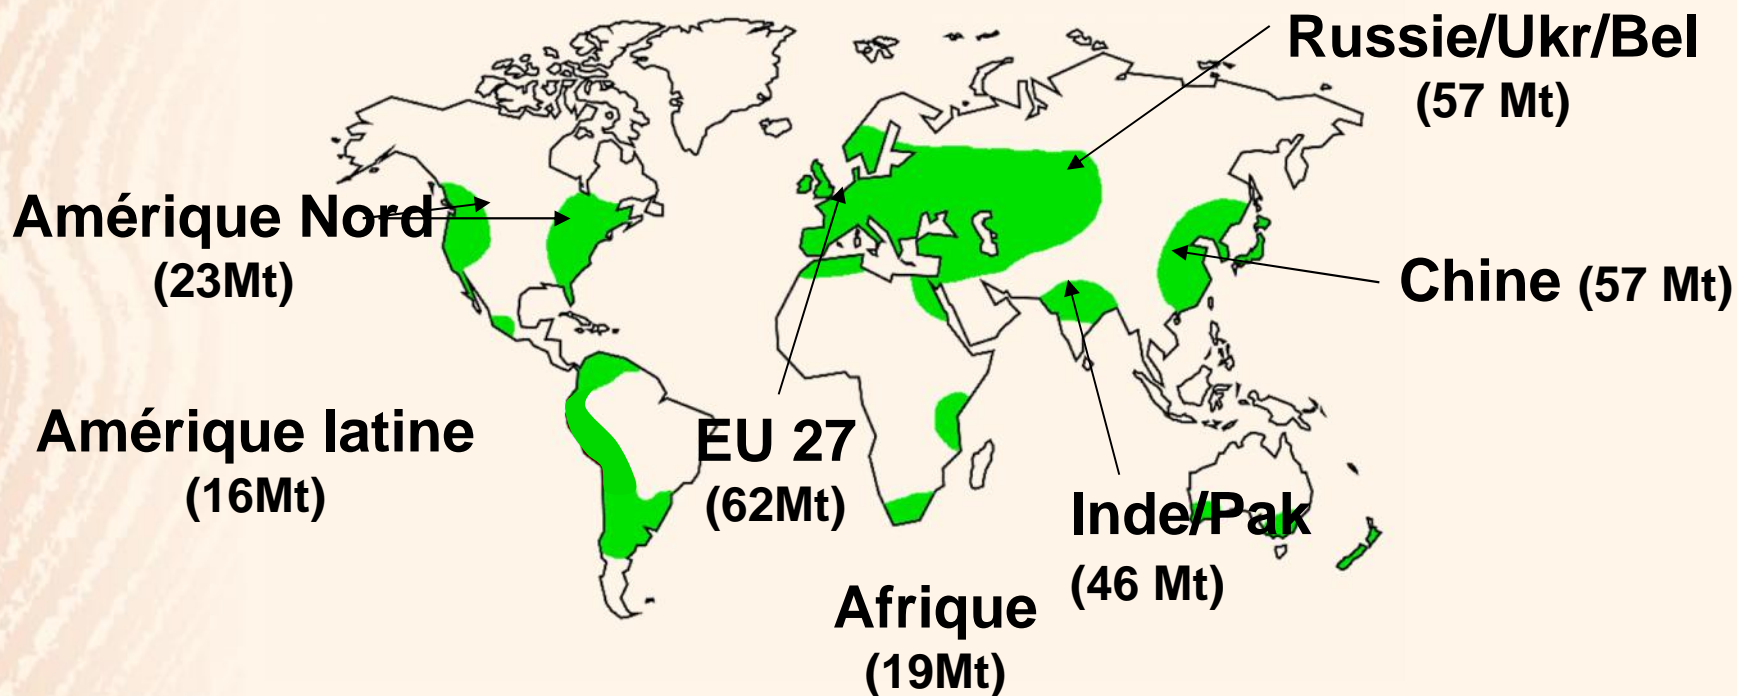 Russie/Ukr/Bel
(57 Mt)
Amérique Nord
(23Mt)
Chine (57 Mt)
Amérique latine
(16Mt)
EU 27
(62Mt)
Inde/Pak
(46 Mt)
Afrique
(19Mt)